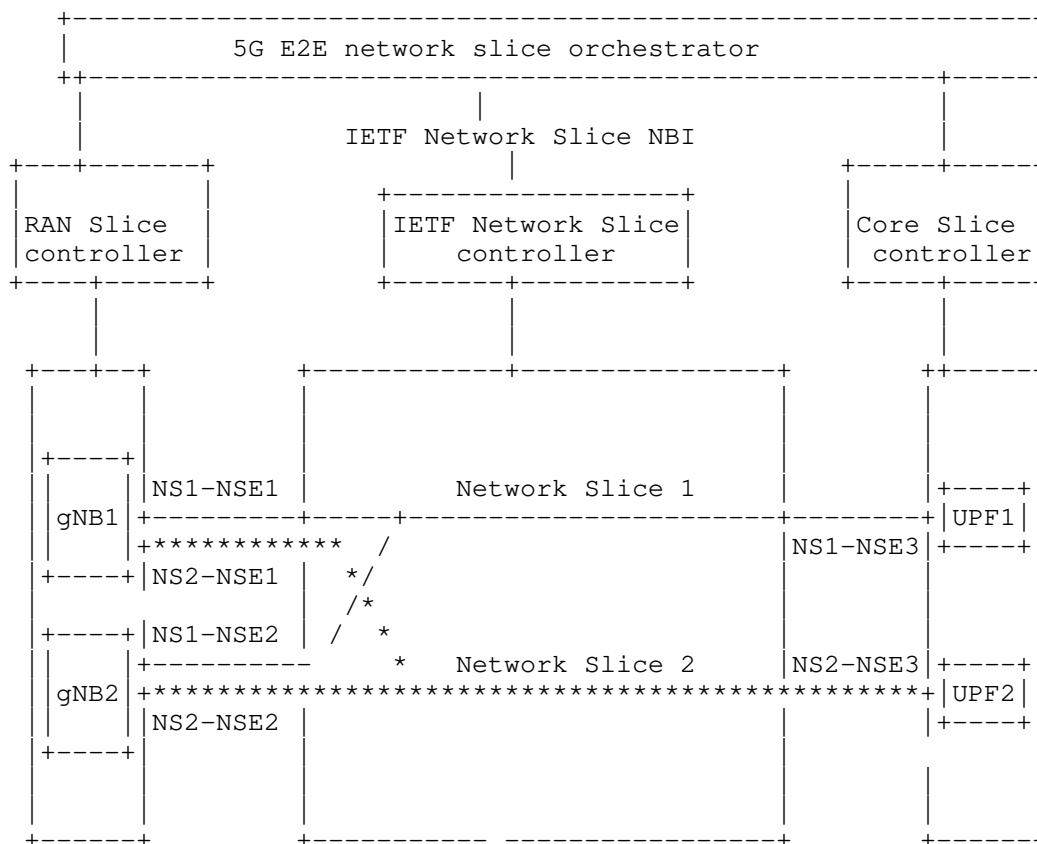 5G E2E network slice orchestrator
IETF Network Slice NBI
RAN Slice
controller
IETF Network Slice
controller
Core Slice
controller
NS1-NSE1
Network Slice 1
gNB1
UPF1
NS1-NSE3
NS2-NSE1
NS1-NSE2
Network Slice 2
NS2-NSE3
gNB2
UPF2
NS2-NSE2